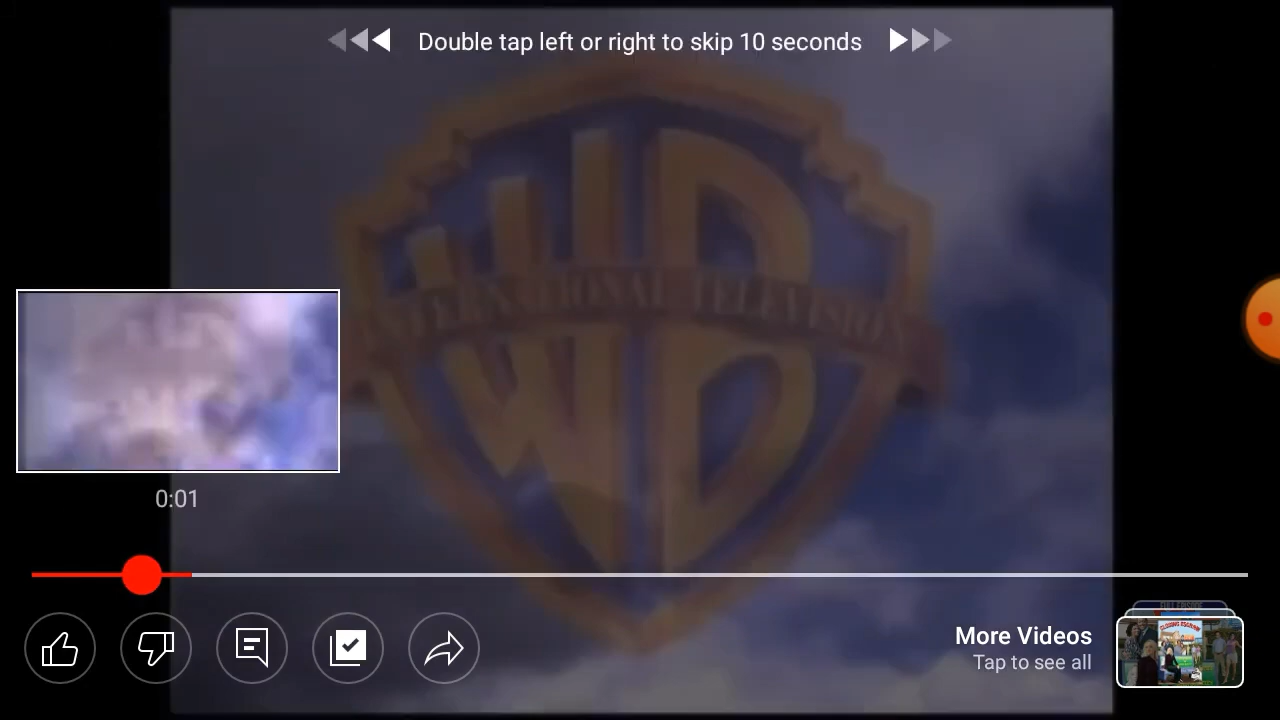 Double tap left or right to skip 10 seconds
WB
INTERNATIONAL TELEVISION
0:01
More Videos
Tap to see all